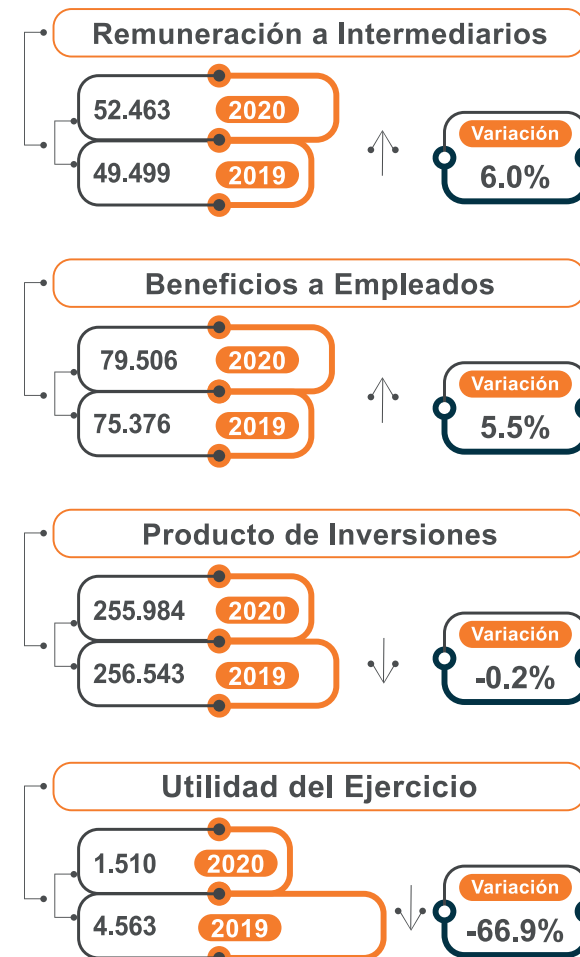 Remuneración a Intermediarios
52.463 2020
49.499 2019
Variación
6.0%
Beneficios a Empleados
79.506 2020
75.376 2019
Variación
5.5%
Producto de Inversiones
255.984 2020
256.543 2019
Variación
-0.2%
Utilidad del Ejercicio
1.510 2020
4.563 2019
Variación
-66.9%